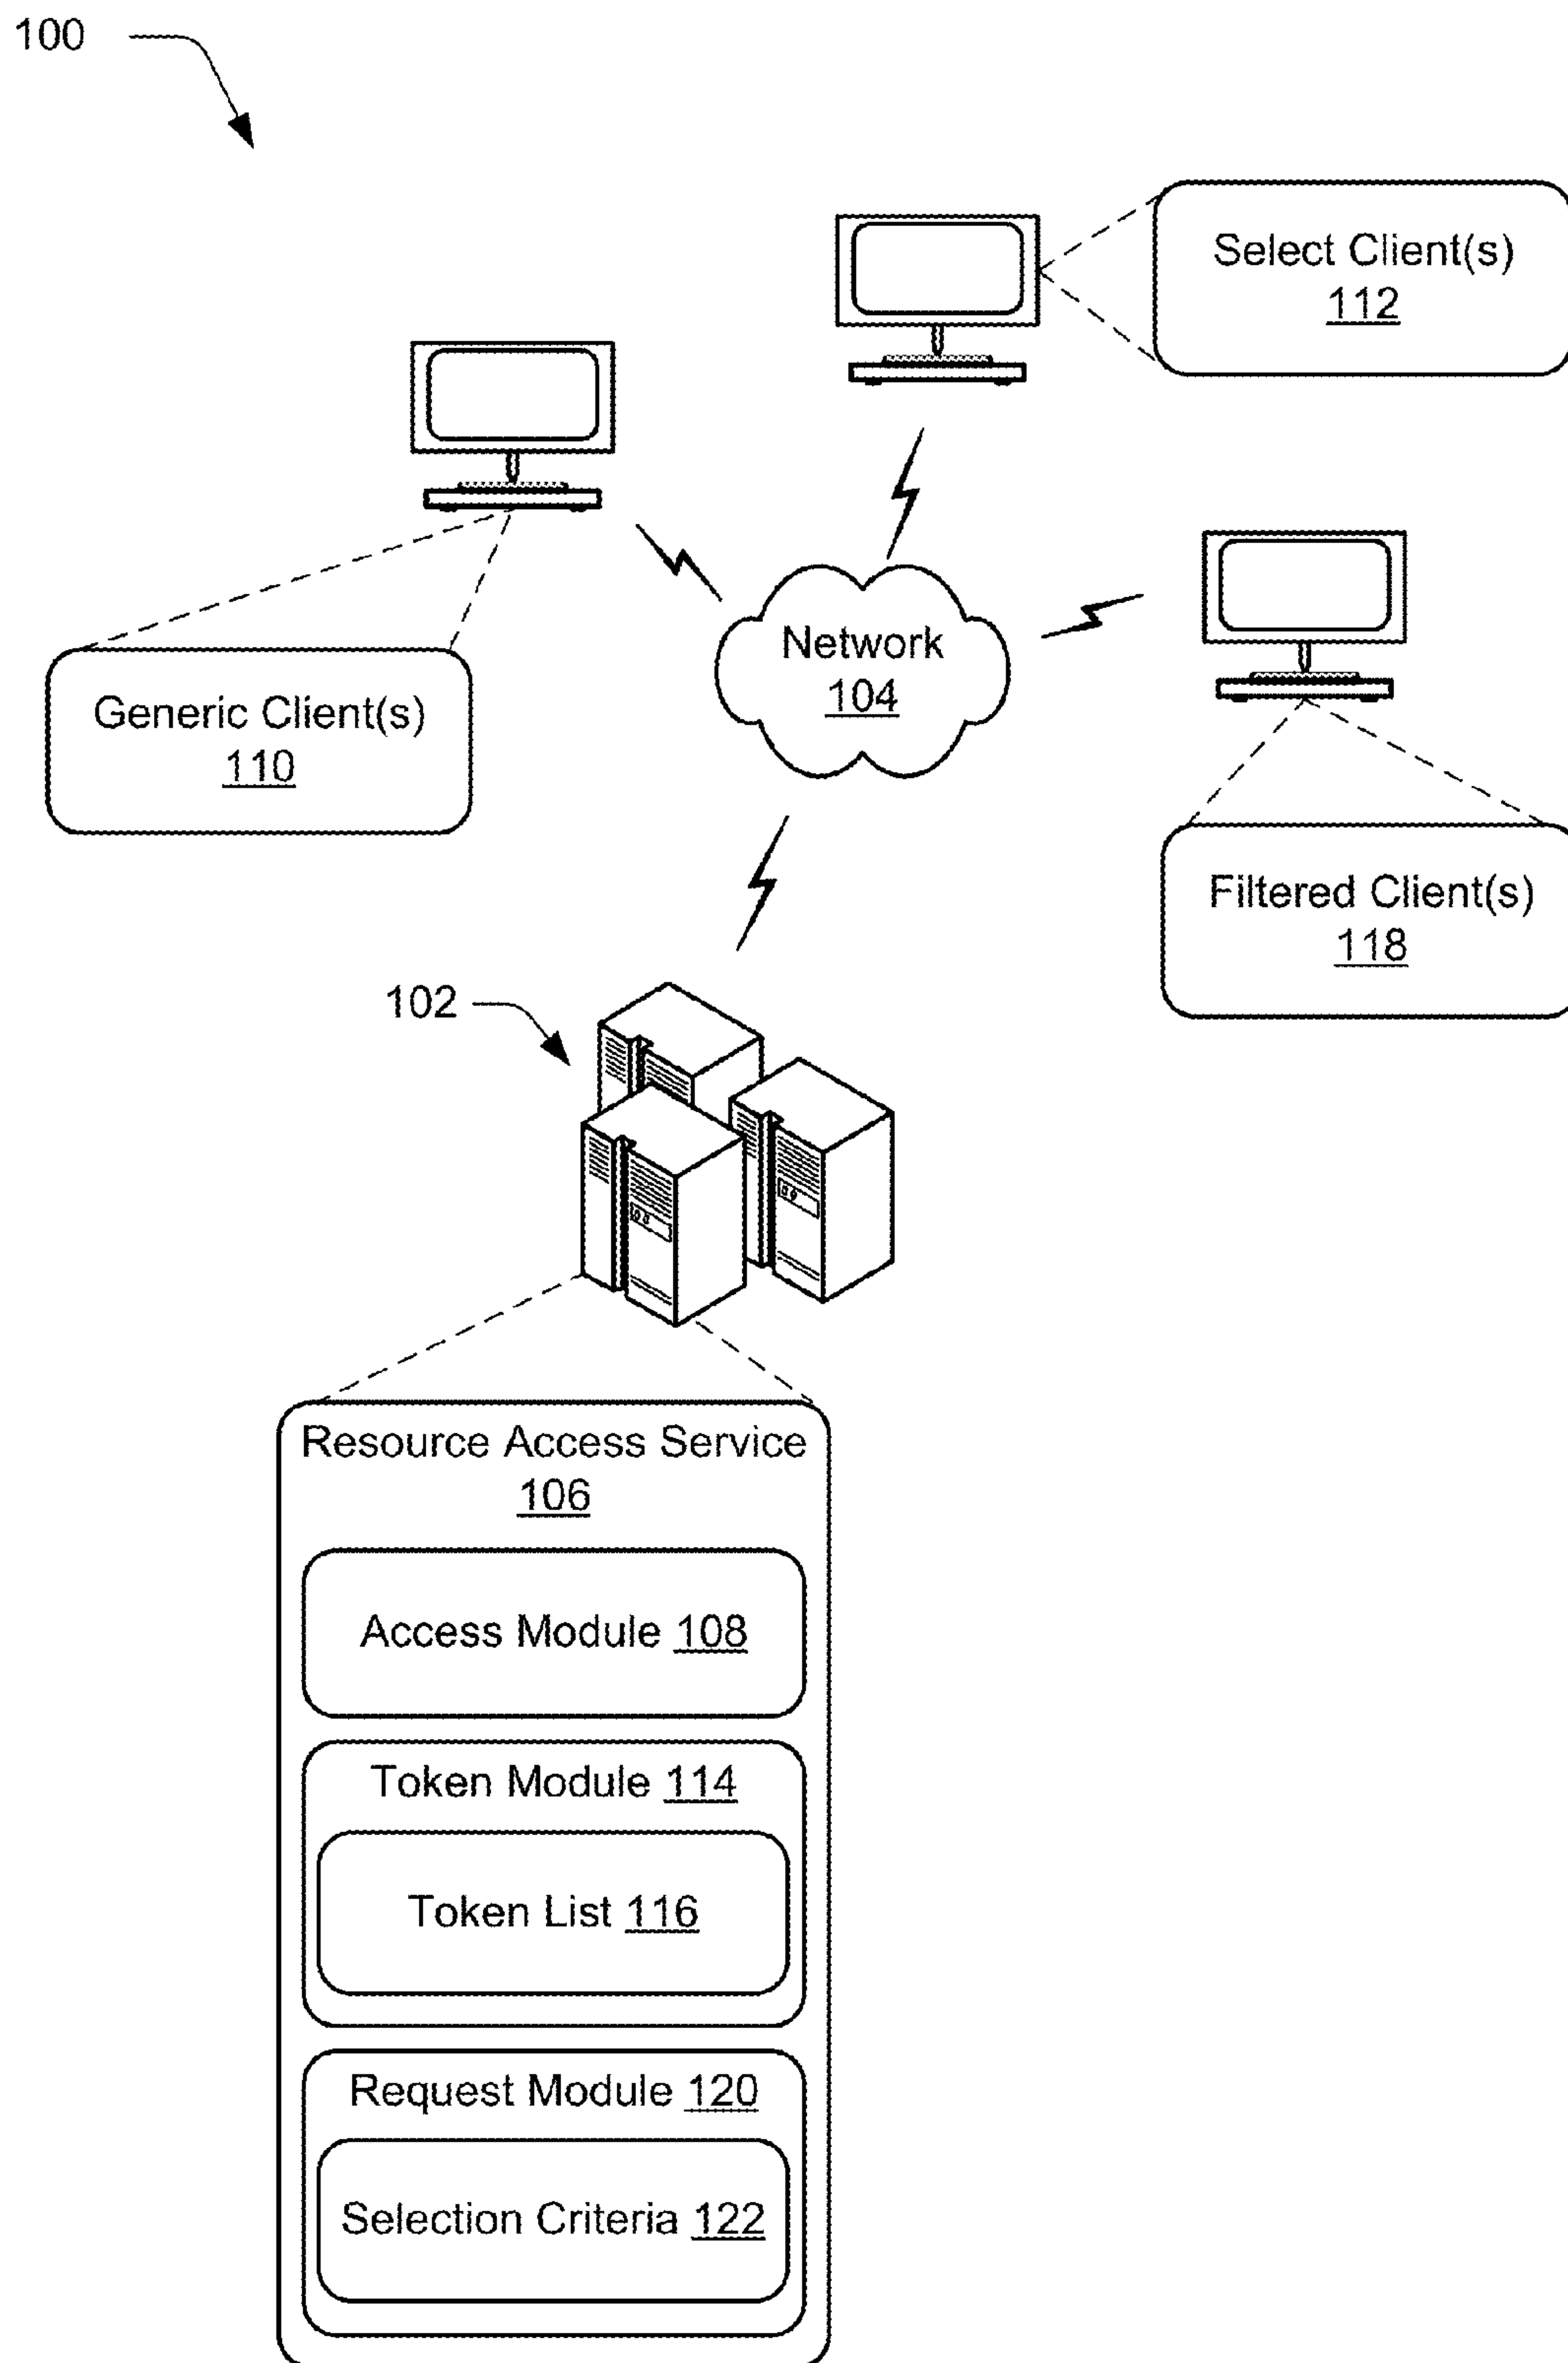 100
Select Client(s)
112
Generic Client(s)
110
Network
104
Filtered Client(s)
118
102
Resource Access Service
106
Access Module 108
Token Module 114
Token List 116
Request Module 120
Selection Criteria 122